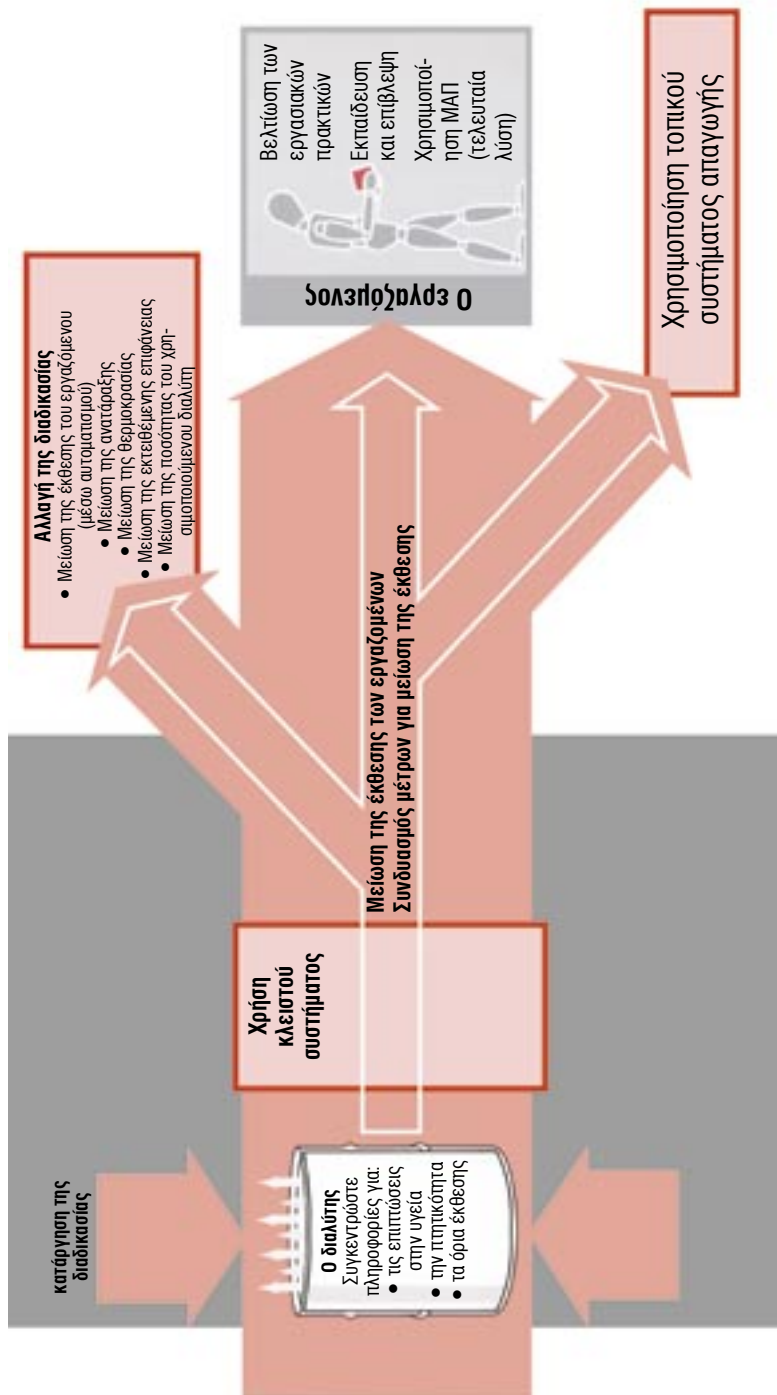 κατάργηση της
διαδικασίας
Ο διαλύτης
Συγκεντρώστε
πληροφορίες για:
• τις επιπτώσεις
στην υγεία
• την πτητικότητα
• τα όρια έκθεσης
Χρήση
κλειστού
συστήματος
Μείωση της έκθεσης των εργαζομένων
Συνδυασμός μέτρων για μείωση της έκθεσης
Αλλαγή της διαδικασίας
• Μείωση της έκθεσης του εργαζόμενου
(μέσω αυτοματισμού)
• Μείωση της ανατάραξης
• Μείωση της θερμοκρασίας
• Μείωση της εκτειθέμενης επιφάνειας
• Μείωση της ποσότητας του χρη-
σιμοποιούμενου διαλύτη
Ο εργαζόμενος
Βελτίωση των
εργασιακών
πρακτικών
Εκπαίδευση
και επίβλεψη
Χρησιμοποί-
ηση ΜΑΠ
(τελευταία
λύση)
Χρησιμοποίηση τοπικού
συστήματος απαγωγής